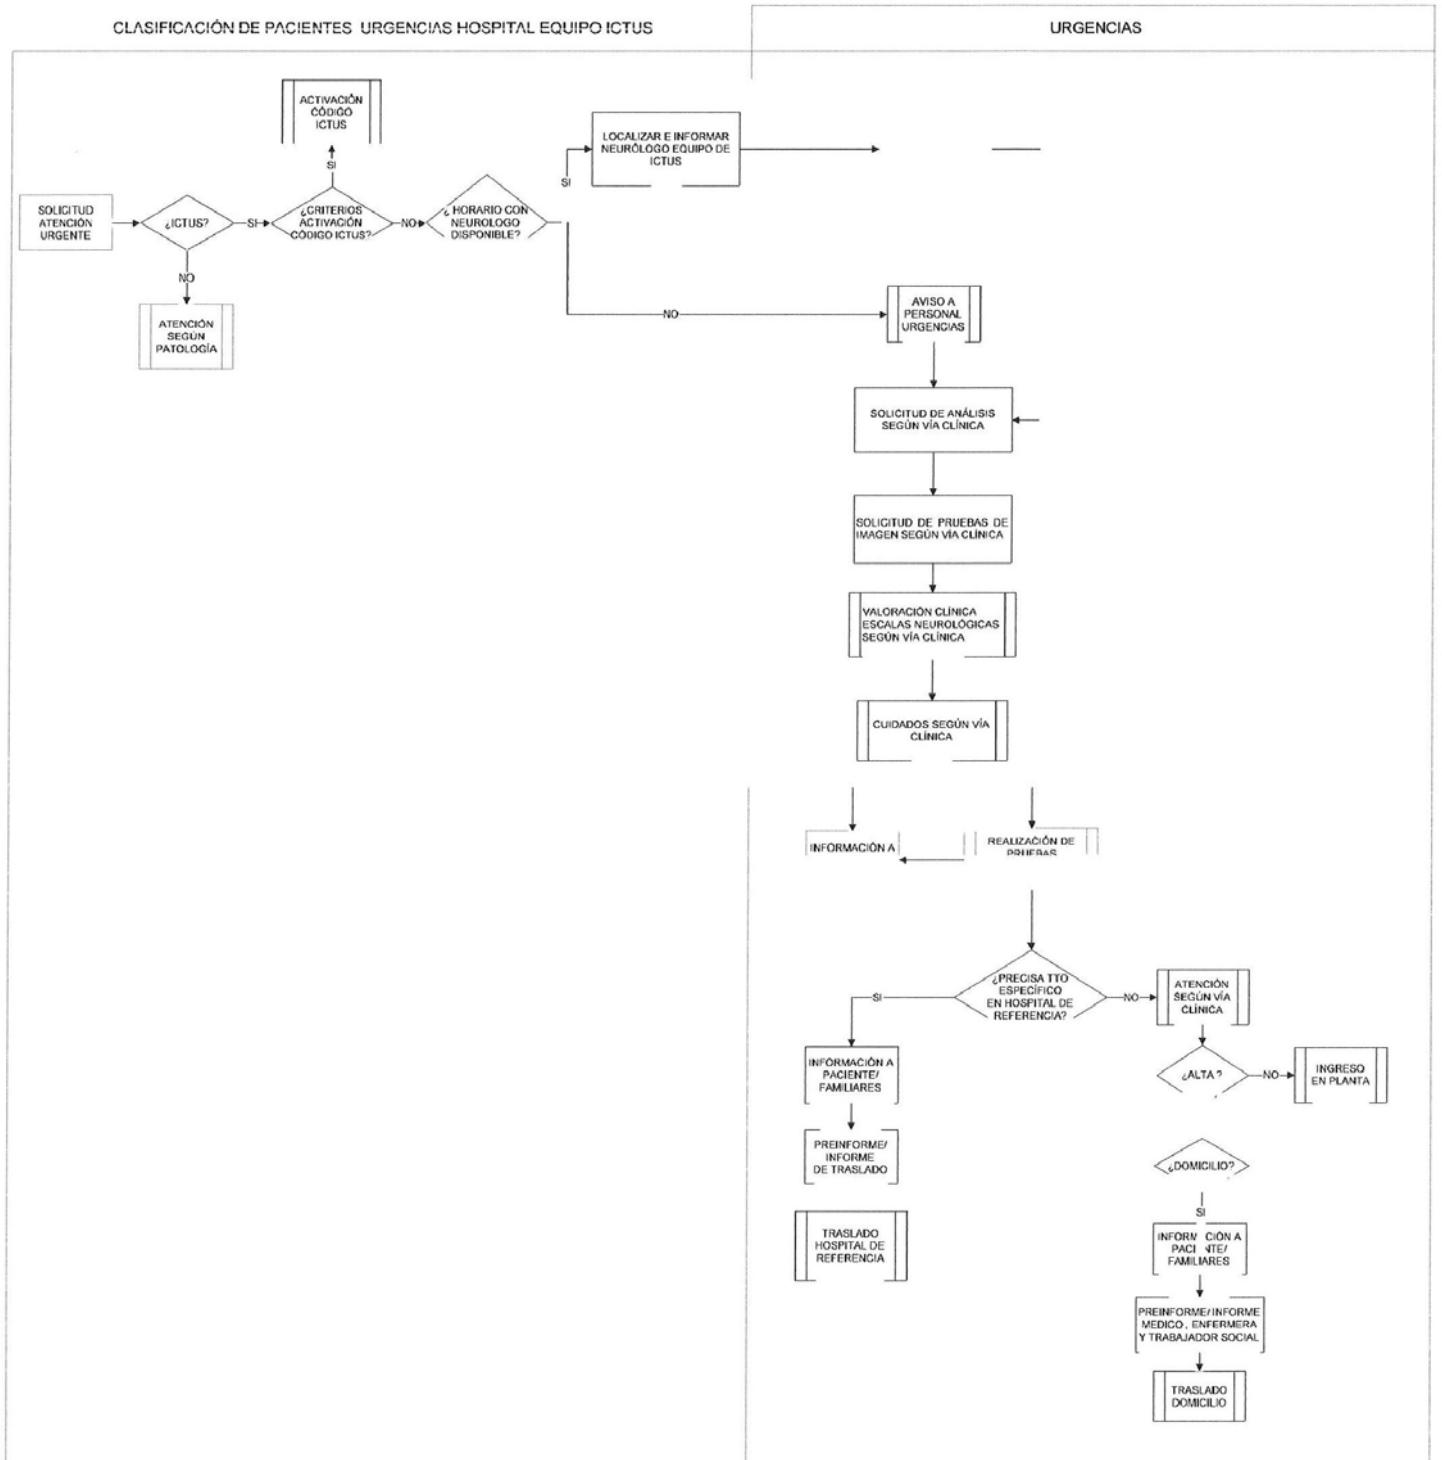 CLASIFICACIÓN DE PACIENTES URGENCIAS HOSPITAL EQUIPO ICTUS
URGENCIAS
ACTIVACIÓN
CÓDIGO
ICTUS
SI
LOCALIZAR E INFORMAR
NEURÓLOGO EQUIPO DE
ICTUS
SI
SOLICITUD
ATENCIÓN
URGENTE
¿ICTUS?
SI
¿CRITERIOS
ACTIVACIÓN
CÓDIGO ICTUS?
NO
¿ HORARIO CON
NEUROLOGO
DISPONIBLE?
NO
ATENCIÓN
SEGÚN
PATOLOGÍA
NO
AVISO A
PERSONAL
URGENCIAS
SOLICITUD DE ANÁLISIS
SEGÚN VÍA CLÍNICA
SOLICITUD DE PRUEBAS DE
IMAGEN SEGÚN VÍA CLÍNICA
VALORACIÓN CLÍNICA
ESCALAS NEUROLÓGICAS
SEGÚN VÍA CLÍNICA
CUIDADOS SEGÚN VÍA
CLÍNICA
INFORMACIÓN A
REALIZACIÓN DE
PRUEBAS
¿PRECISA TTO
ESPECÍFICO
EN HOSPITAL DE
REFERENCIA?
SI
NO
ATENCIÓN
SEGÚN VÍA
CLÍNICA
INFORMACIÓN A
PACIENTE/
FAMILIARES
¿ALTA ?
NO
INGRESO
EN PLANTA
PREINFORME/
INFORME
DE TRASLADO
¿DOMICILIO?
SI
TRASLADO
HOSPITAL DE
REFERENCIA
INFORMACIÓN A
PACIENTE/
FAMILIARES
PREINFORME/INFORME
MEDICO , ENFERMERA
Y TRABAJADOR SOCIAL
TRASLADO
DOMICILIO